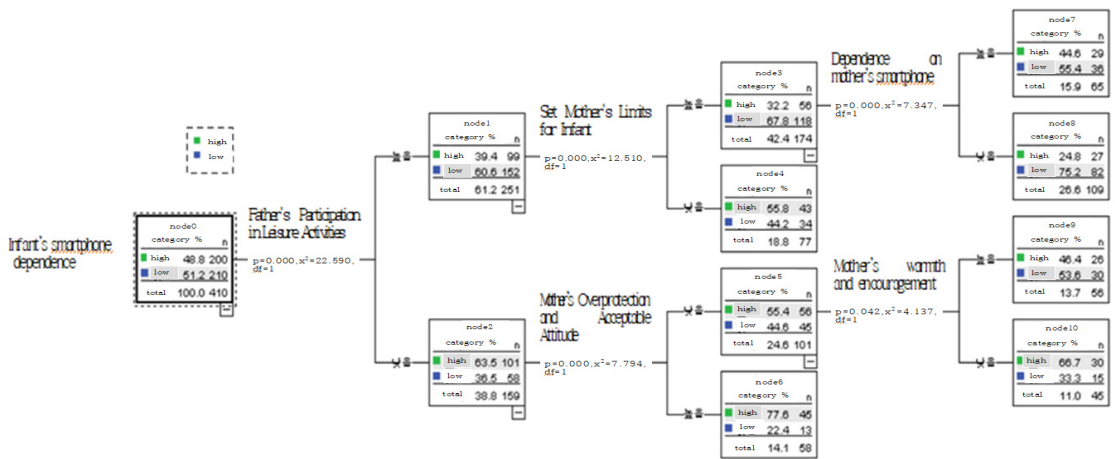 high
low
Infant's smartphone
dependence
node0
category % n
high 48.8 200
low 51.2 210
total 100.0 410
Father's Participation
in Leisure Activities
p=0.000,x²=22.590,
df=1
node1
category % n
high 39.4 99
low 60.6 152
total 61.2 251
node2
category % n
high 63.5 101
low 36.5 58
total 38.8 159
Set Mother's Limits
for Infant
p=0.000,x²=12.510,
df=1
Mother's Overprotection
and Acceptable
Attitude
p=0.000,x²=7.794,
df=1
node3
category % n
high 32.2 56
low 67.8 118
total 42.4 174
node4
category % n
high 55.8 43
low 44.2 34
total 18.8 77
node5
category % n
high 55.4 56
low 44.6 45
total 24.6 101
node6
category % n
high 77.6 45
low 22.4 13
total 14.1 58
Dependence on
mother's smartphone
p=0.000,x²=7.347,
df=1
Mother's warmth
and encouragement
p=0.042,x²=4.137,
df=1
node7
category % n
high 44.6 29
low 55.4 36
total 15.9 65
node8
category % n
high 24.8 27
low 75.2 82
total 26.6 109
node9
category % n
high 46.4 26
low 53.6 30
total 13.7 56
node10
category % n
high 66.7 30
low 33.3 15
total 11.0 45